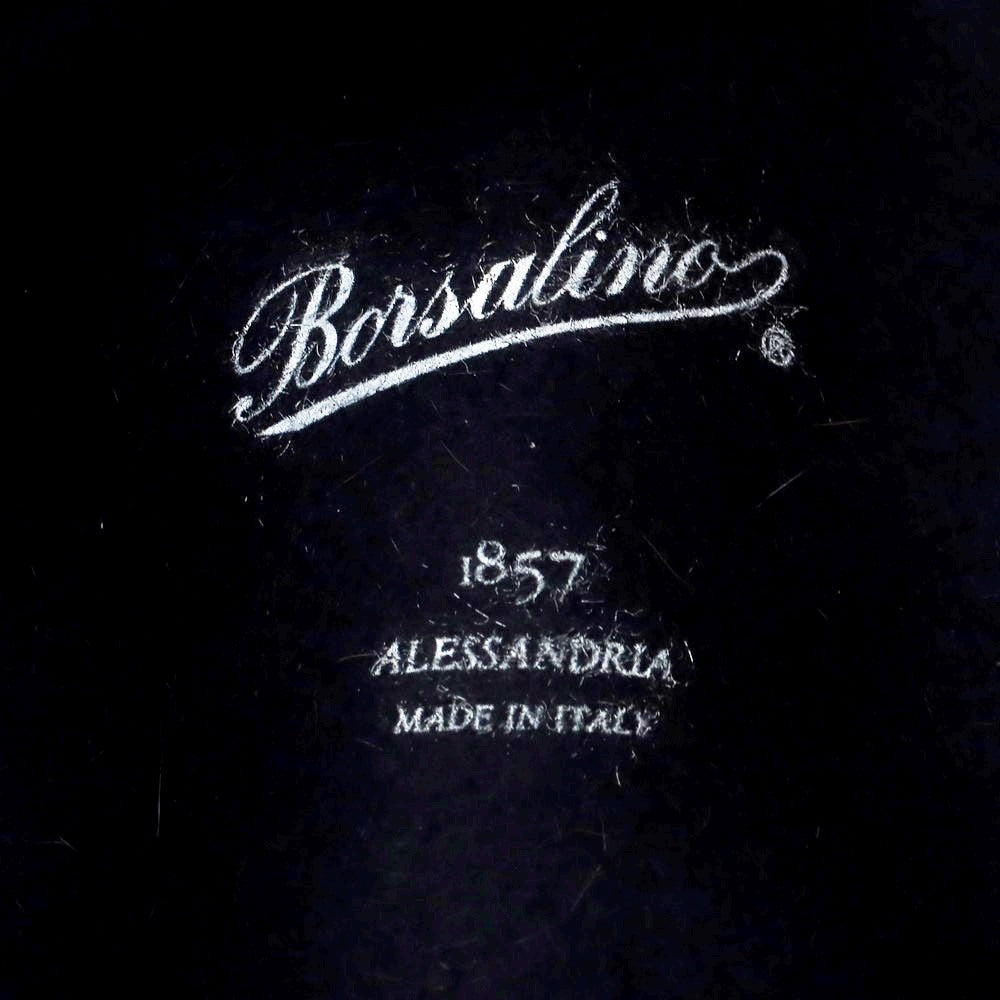 Borsalino
®
1857
ALESSANDRIA
MADE IN ITALY